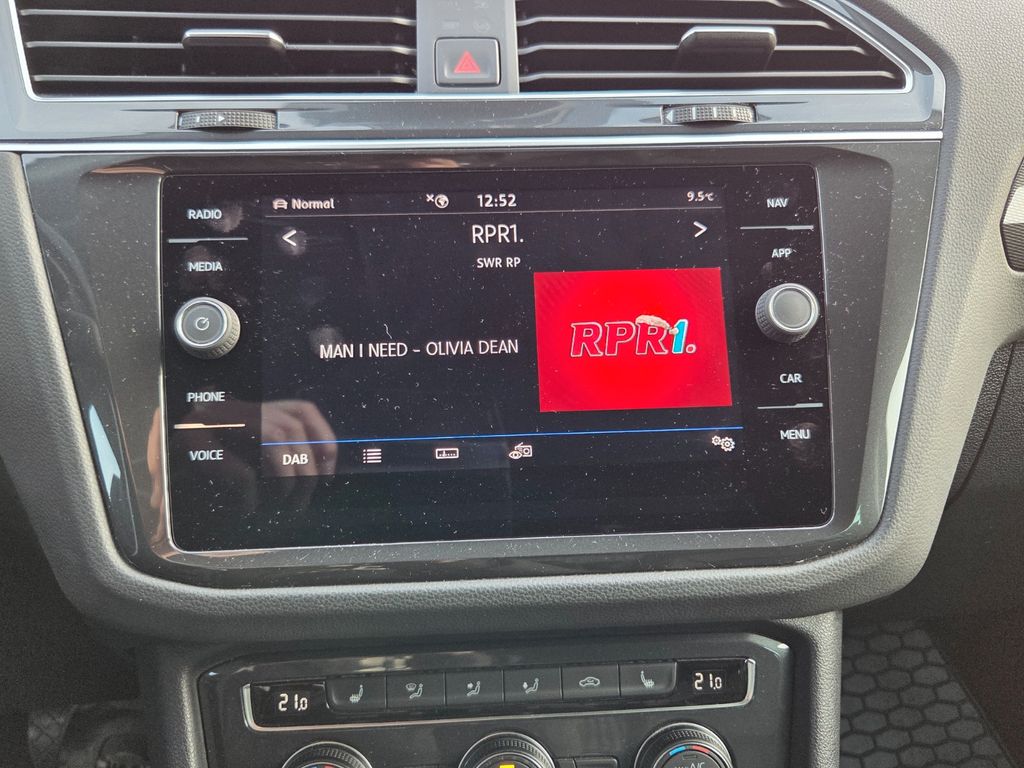 Normal
12:52
9.5°C
RADIO
NAV
RPR1.
MEDIA
SWR RP
APP
RPR1.
MAN I NEED - OLIVIA DEAN
PHONE
CAR
VOICE
DAB
MENU
21.0
21.0
A/C